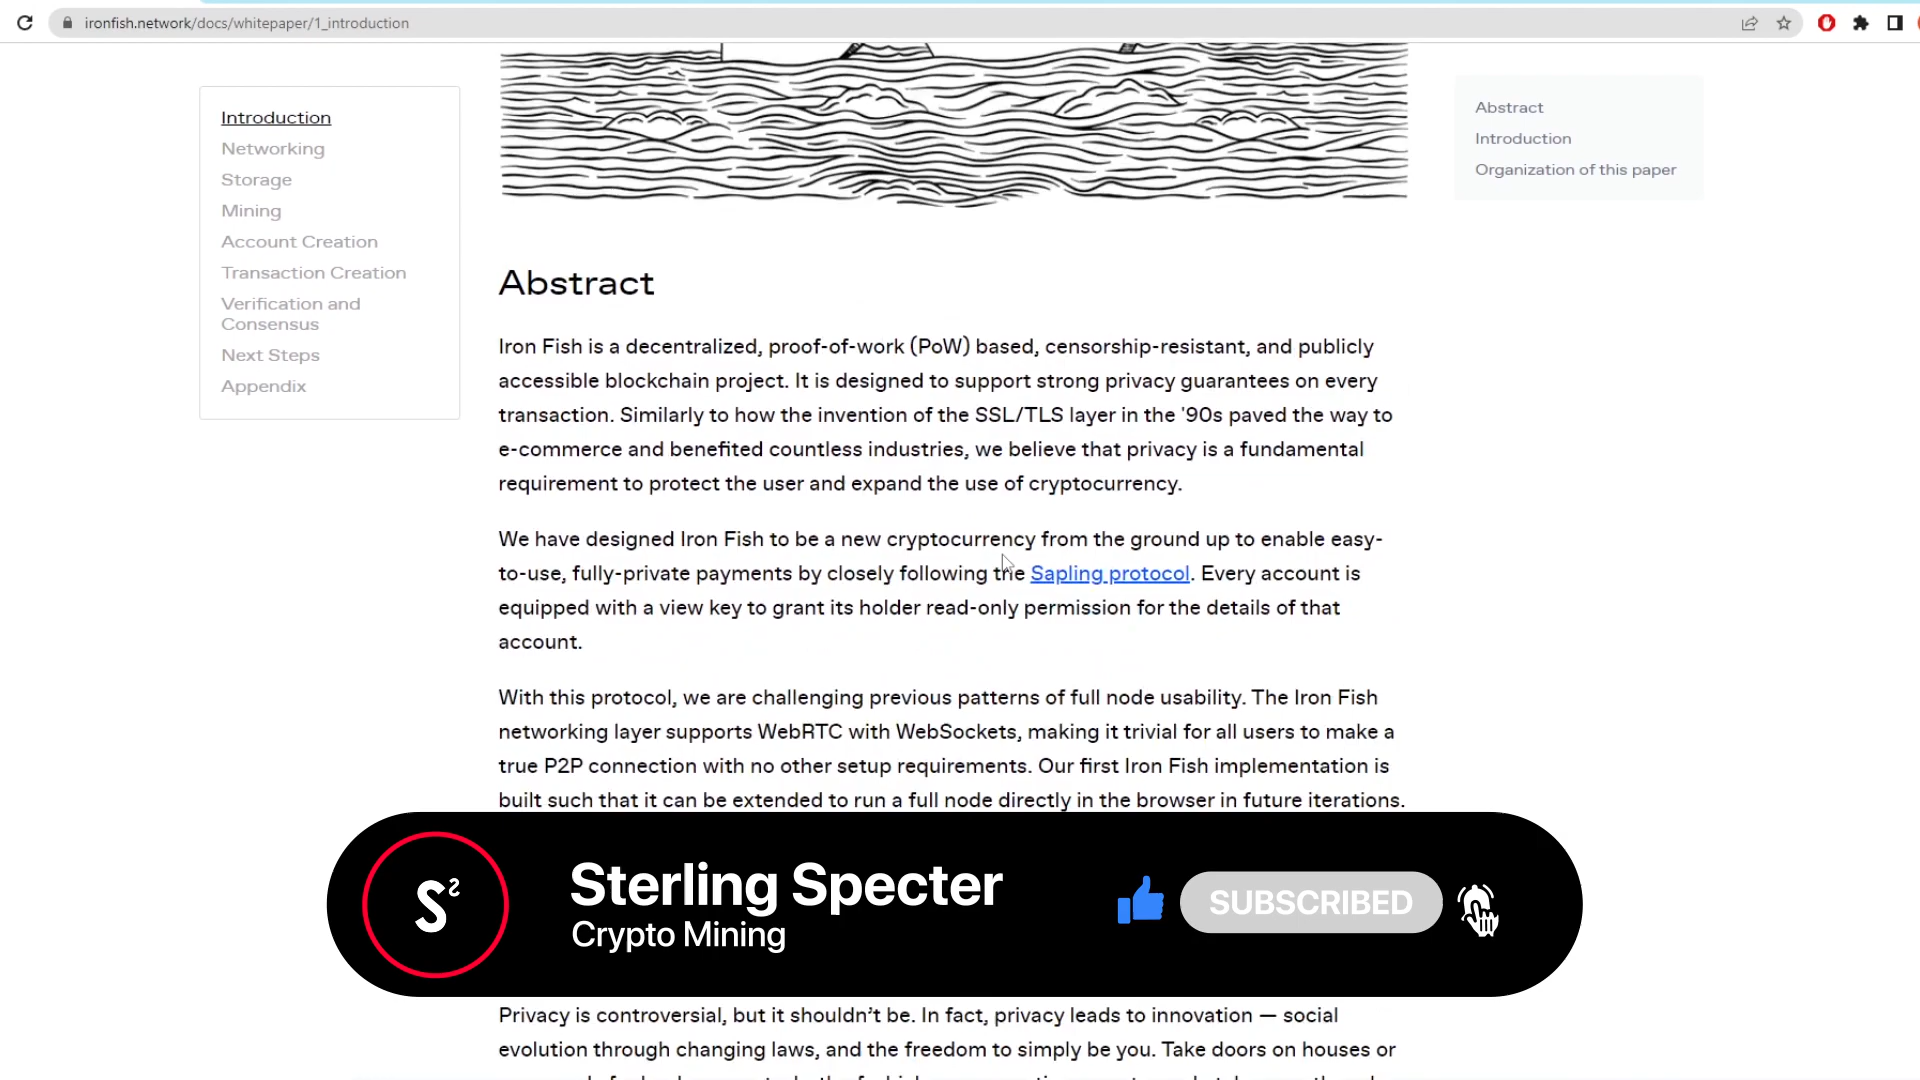 ironfish.network/docs/whitepaper/1_introduction
Introduction
Networking
Storage
Mining
Account Creation
Transaction Creation
Verification and
Consensus
Next Steps
Appendix
Abstract
Introduction
Organization of this paper
Abstract
Iron Fish is a decentralized, proof-of-work (PoW) based, censorship-resistant, and publicly
accessible blockchain project. It is designed to support strong privacy guarantees on every
transaction. Similarly to how the invention of the SSL/TLS layer in the '90s paved the way to
e-commerce and benefited countless industries, we believe that privacy is a fundamental
requirement to protect the user and expand the use of cryptocurrency.
We have designed Iron Fish to be a new cryptocurrency from the ground up to enable easy-
to-use, fully-private payments by closely following the Sapling protocol. Every account is
equipped with a view key to grant its holder read-only permission for the details of that
account.
With this protocol, we are challenging previous patterns of full node usability. The Iron Fish
networking layer supports WebRTC with WebSockets, making it trivial for all users to make a
true P2P connection with no other setup requirements. Our first Iron Fish implementation is
built such that it can be extended to run a full node directly in the browser in future iterations.
S²
Sterling Specter
Crypto Mining
SUBSCRIBED
Privacy is controversial, but it shouldn’t be. In fact, privacy leads to innovation — social
evolution through changing laws, and the freedom to simply be you. Take doors on houses or